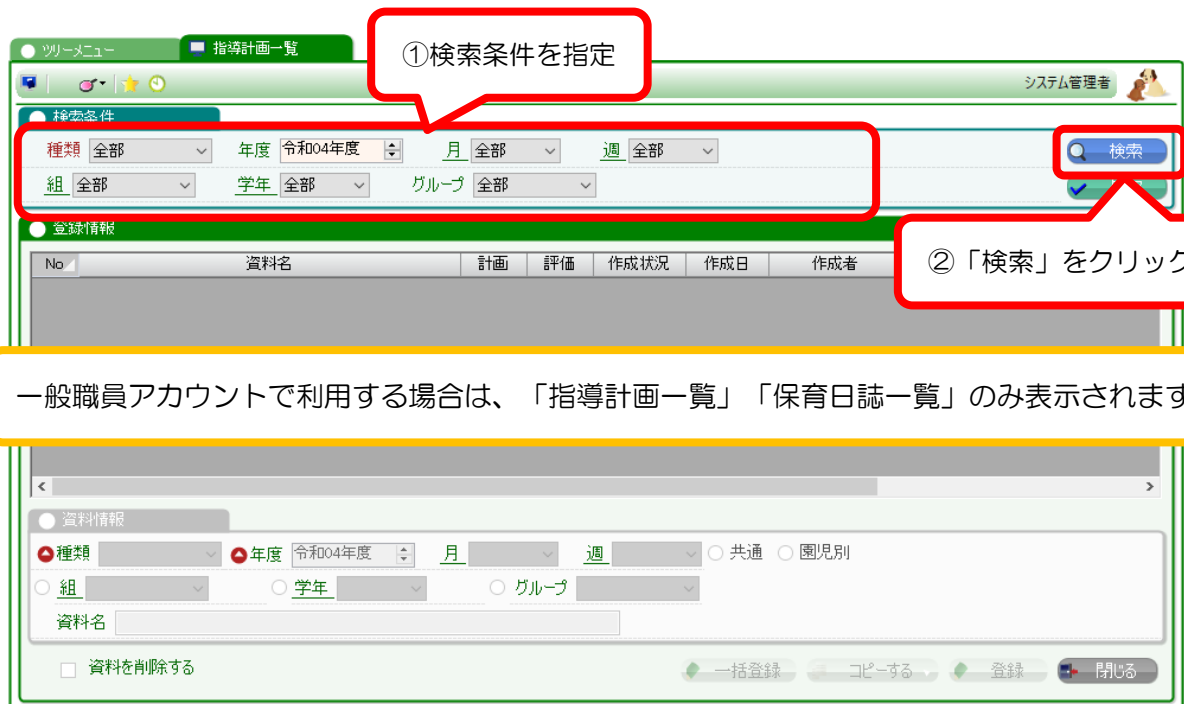 ①検索条件を指定
ツリーメニュー 指導計画一覧
システム管理者
検索条件
種類 全部 年度 令和04年度 月 全部 週 全部 検索
組 全部 学年 全部 グループ 全部
登録情報
②「検索」をクリック
No 資料名 計画 評価 作成状況 作成日 作成者
一般職員アカウントで利用する場合は、「指導計画一覧」「保育日誌一覧」のみ表示されます
資料情報
種類 年度 令和04年度 月 週 共通 園児別
組 学年 グループ
資料名
資料を削除する 一括登録 コピーする 登録 閉じる